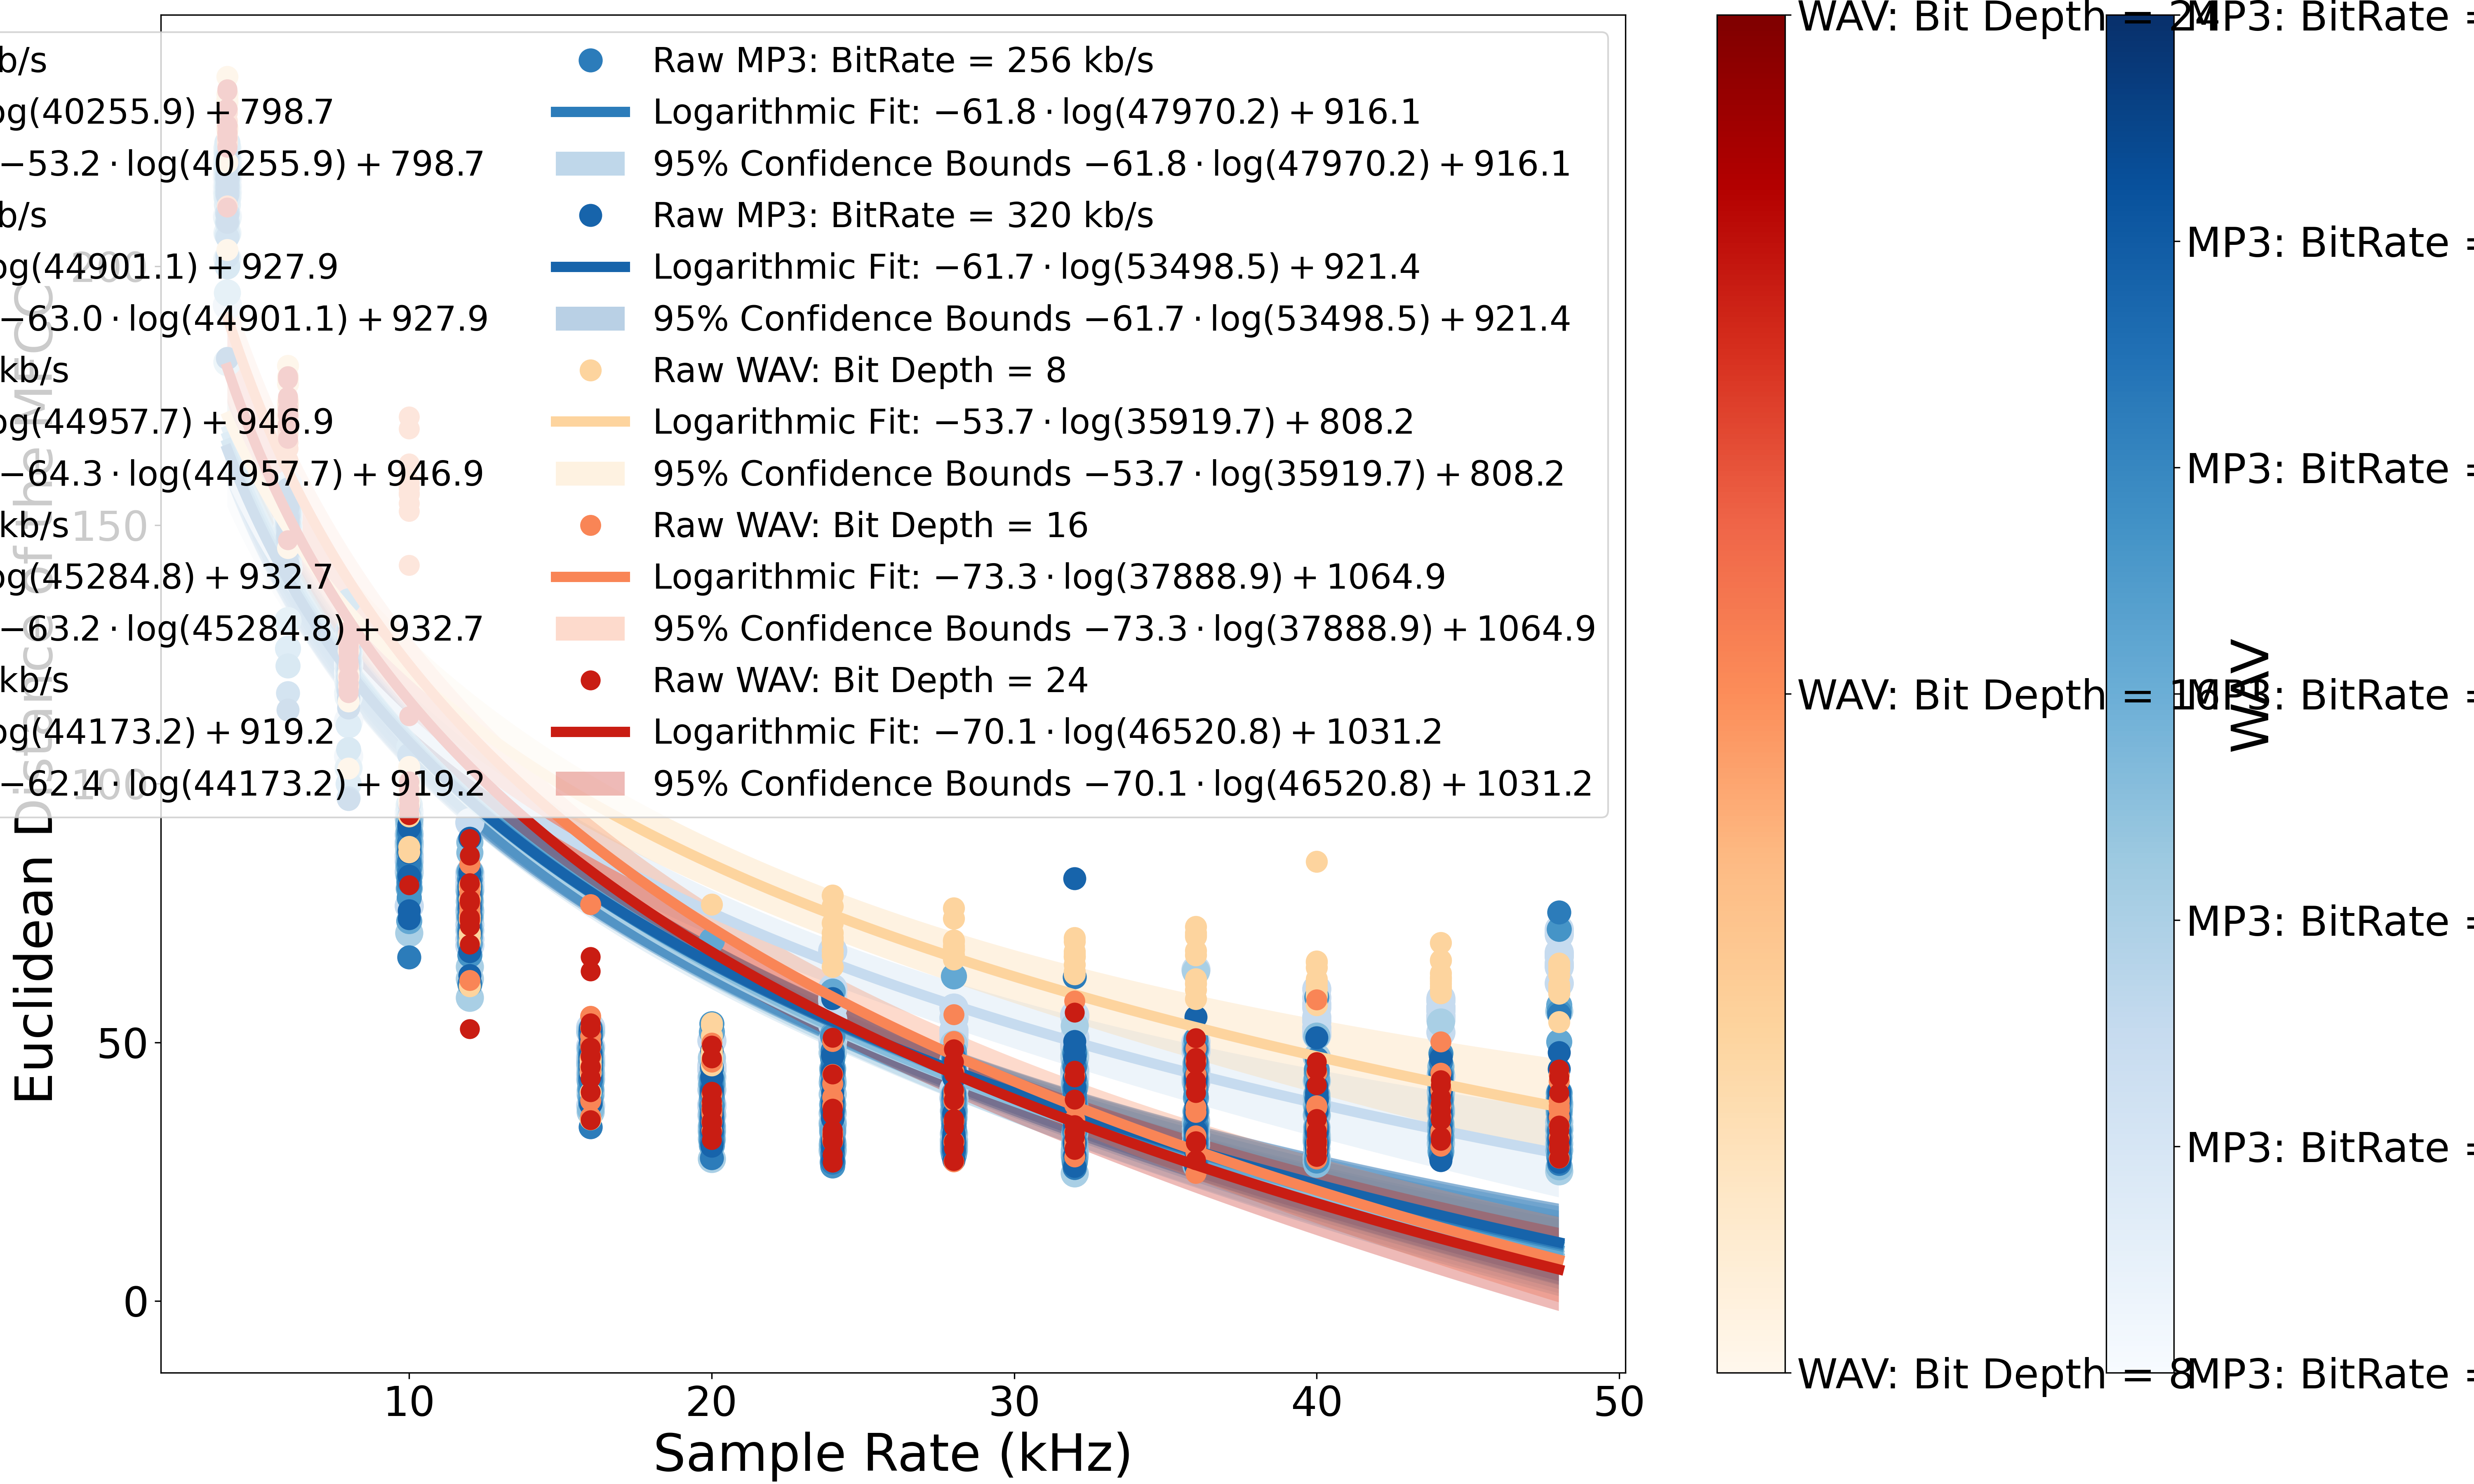 b/s
og(40255.9) + 798.7
−53.2 · log(40255.9) + 798.7
b/s
og(44901.1) + 927.9
−63.0 · log(44901.1) + 927.9
kb/s
og(44957.7) + 946.9
−64.3 · log(44957.7) + 946.9
kb/s
og(45284.8) + 932.7
−63.2 · log(45284.8) + 932.7
kb/s
og(44173.2) + 919.2
−62.4 · log(44173.2) + 919.2
Raw MP3: BitRate = 256 kb/s
Logarithmic Fit: −61.8 · log(47970.2) + 916.1
95% Confidence Bounds −61.8 · log(47970.2) + 916.1
Raw MP3: BitRate = 320 kb/s
Logarithmic Fit: −61.7 · log(53498.5) + 921.4
95% Confidence Bounds −61.7 · log(53498.5) + 921.4
Raw WAV: Bit Depth = 8
Logarithmic Fit: −53.7 · log(35919.7) + 808.2
95% Confidence Bounds −53.7 · log(35919.7) + 808.2
Raw WAV: Bit Depth = 16
Logarithmic Fit: −73.3 · log(37888.9) + 1064.9
95% Confidence Bounds −73.3 · log(37888.9) + 1064.9
Raw WAV: Bit Depth = 24
Logarithmic Fit: −70.1 · log(46520.8) + 1031.2
95% Confidence Bounds −70.1 · log(46520.8) + 1031.2
Euclidean Distance of the MFCC
200
150
100
50
0
10
20
30
40
50
Sample Rate (kHz)
WAV: Bit Depth = 24
WAV: Bit Depth = 16
WAV: Bit Depth = 8
WAV
MP3: BitRate =
MP3: BitRate =
MP3: BitRate =
MP3: BitRate =
MP3: BitRate =
MP3: BitRate =
MP3: BitRate =